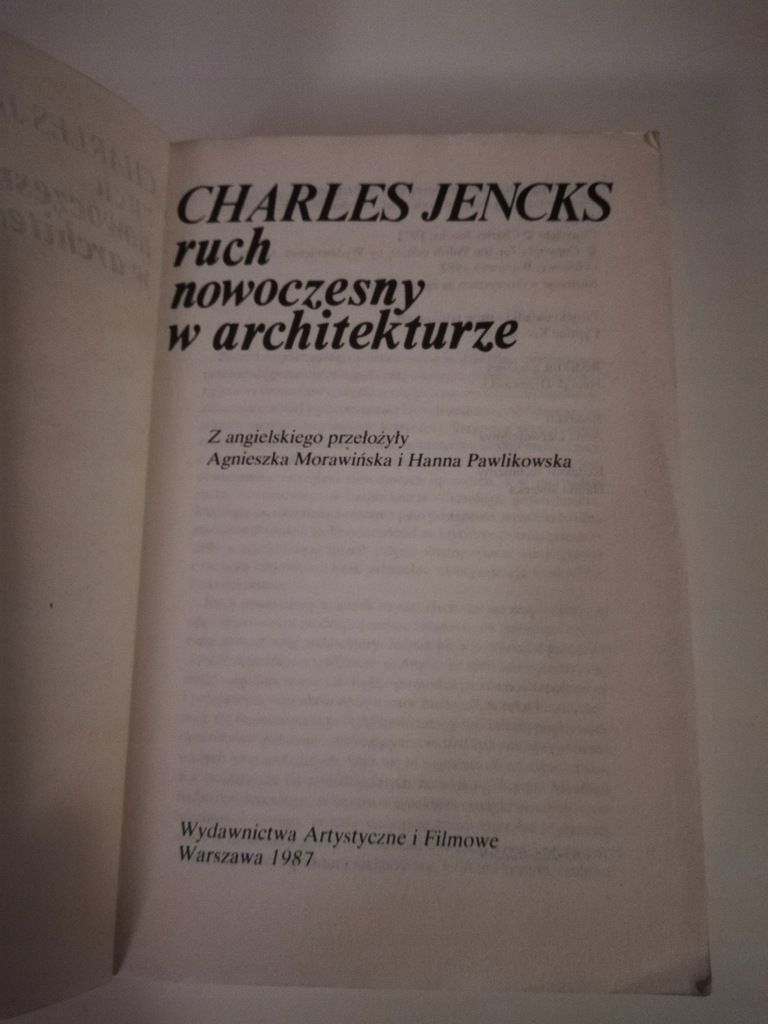 CHARLES JENCKS
ruch
nowoczesny
w architekturze
Z angielskiego przełożyły
Agnieszka Morawińska i Hanna Pawlikowska
Wydawnictwa Artystyczne i Filmowe
Warszawa 1987